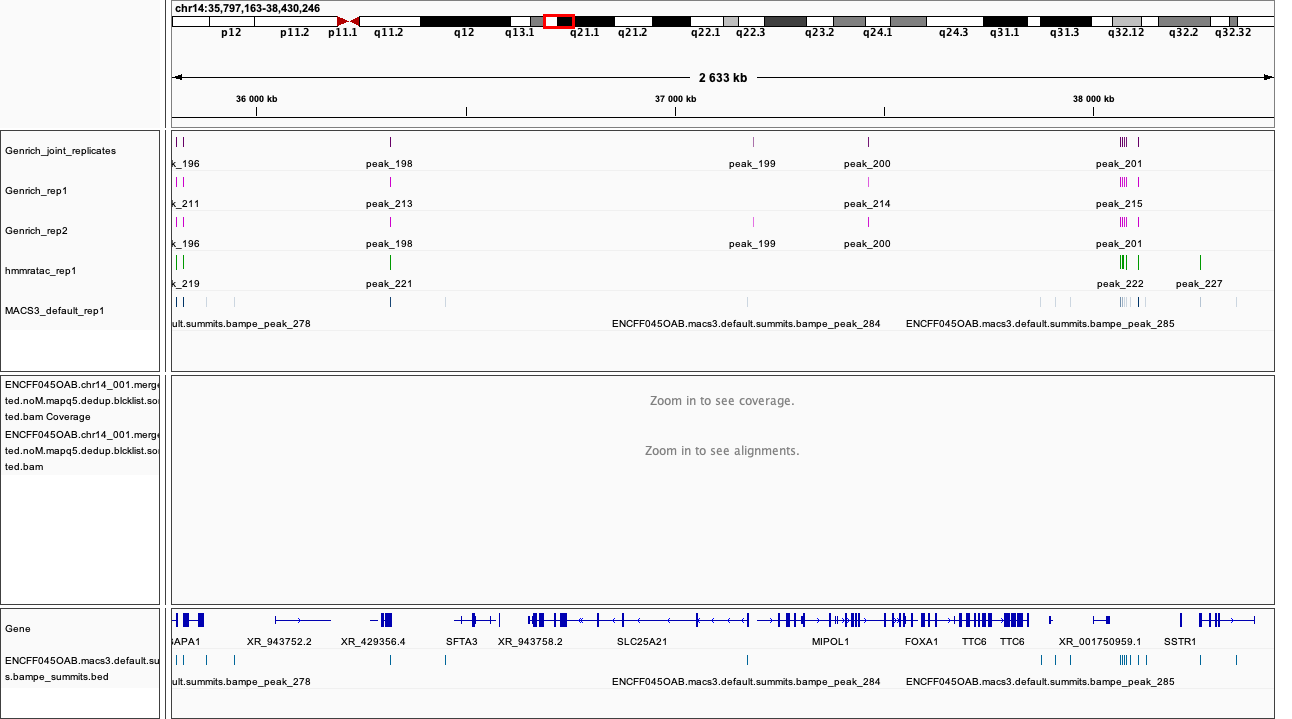 chr14:35,797,163-38,430,246
p12 p11.2 p11.1 q11.2 q12 q13.1 q21.1 q21.2 q22.1 q22.3 q23.2 q24.1 q24.3 q31.1 q31.3 q32.12 q32.2 q32.32
2 633 kb
36 000 kb 37 000 kb 38 000 kb
Genrich_joint_replicates
k_196 peak_198 peak_199 peak_200 peak_201
Genrich_rep1
k_211 peak_213 peak_214 peak_215
Genrich_rep2
k_196 peak_198 peak_199 peak_200 peak_201
hmmratac_rep1
k_219 peak_221 peak_222 peak_227
MACS3_default_rep1
ult.summits.bampe_peak_278 ENCFF045OAB.macs3.default.summits.bampe_peak_284 ENCFF045OAB.macs3.default.summits.bampe_peak_285
ENCFF045OAB.chr14_001.merge
ted.noM.mapq5.dedup.blcklist.so
ted.bam Coverage
Zoom in to see coverage.
ENCFF045OAB.chr14_001.merge
ted.noM.mapq5.dedup.blcklist.so
ted.bam
Zoom in to see alignments.
Gene
APA1 XR_943752.2 XR_429356.4 SFTA3 XR_943758.2 SLC25A21 MIPOL1 FOXA1 TTC6 TTC6 XR_001750959.1 SSTR1
ENCFF045OAB.macs3.default.su
s.bampe_summits.bed
ult.summits.bampe_peak_278 ENCFF045OAB.macs3.default.summits.bampe_peak_284 ENCFF045OAB.macs3.default.summits.bampe_peak_285